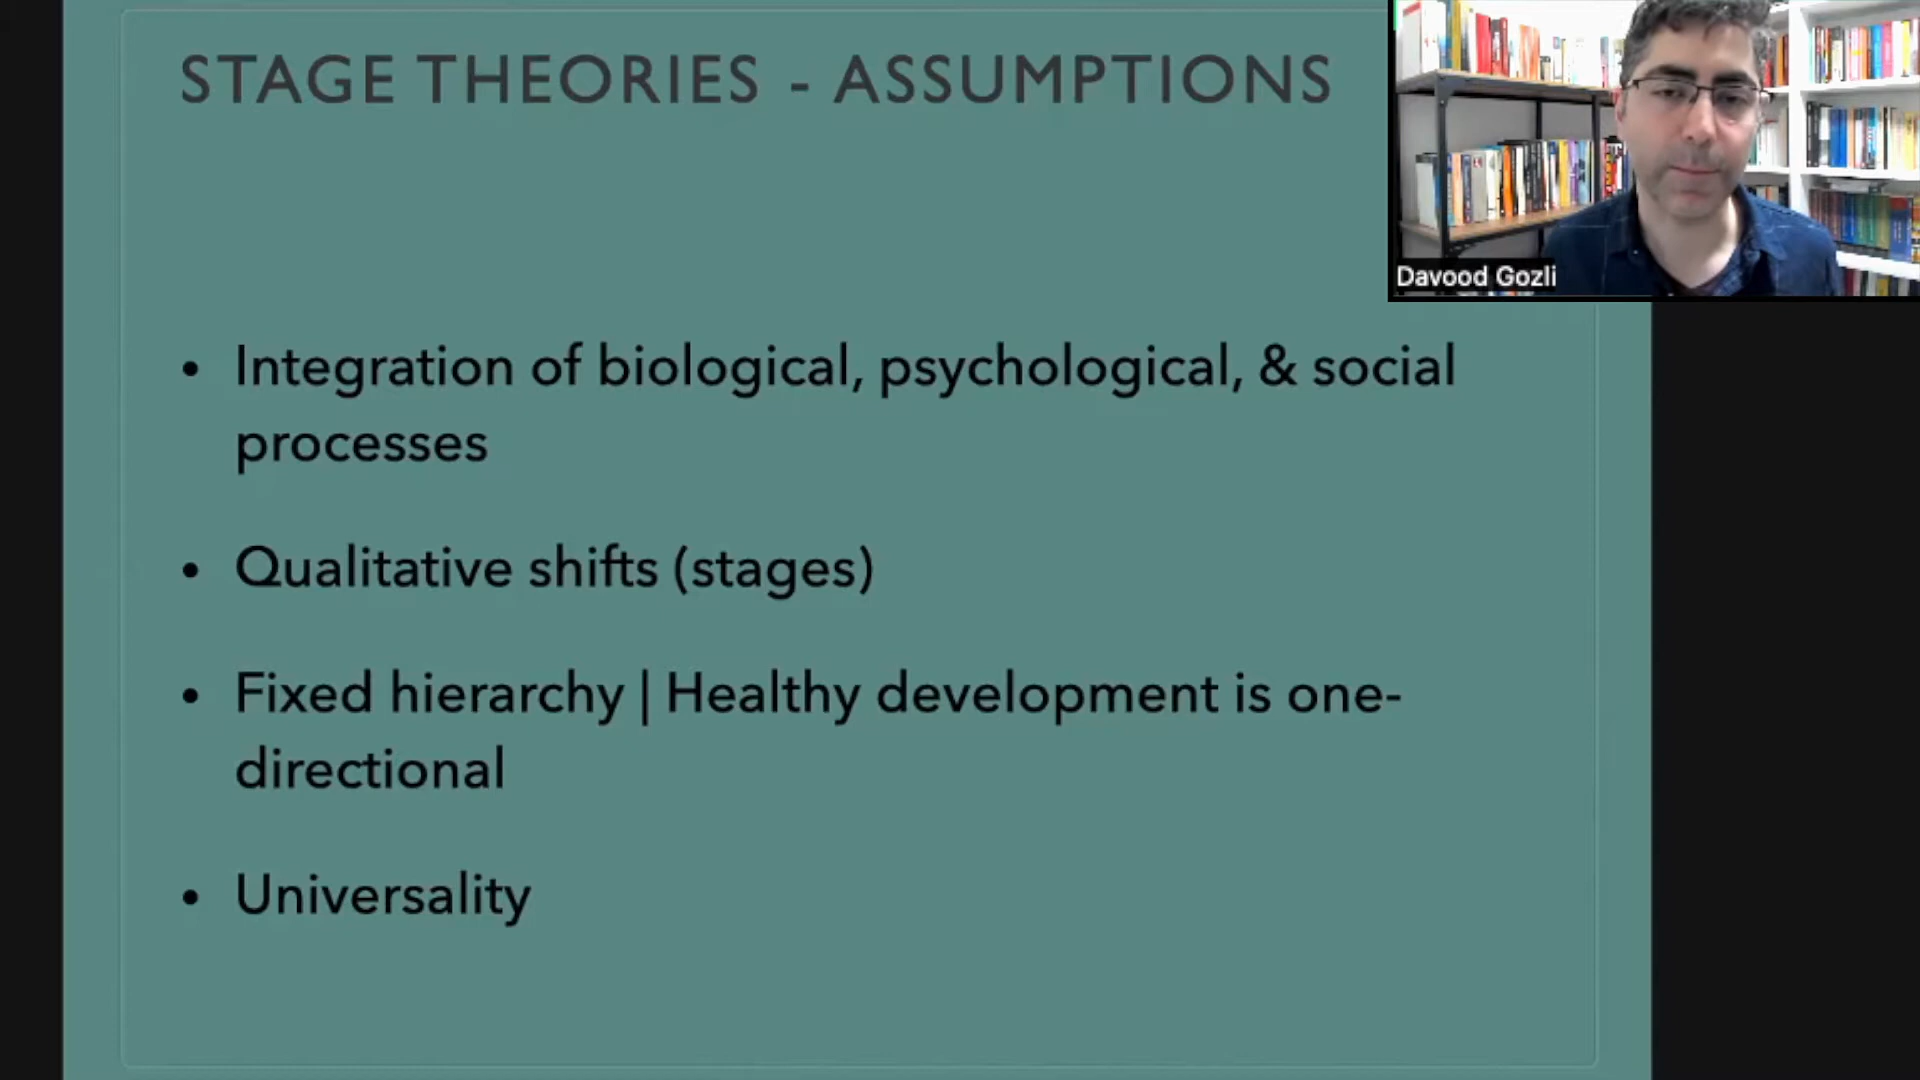 STAGE THEORIES - ASSUMPTIONS
Davood Gozli
• Integration of biological, psychological, & social
processes
• Qualitative shifts (stages)
• Fixed hierarchy | Healthy development is one-
directional
• Universality